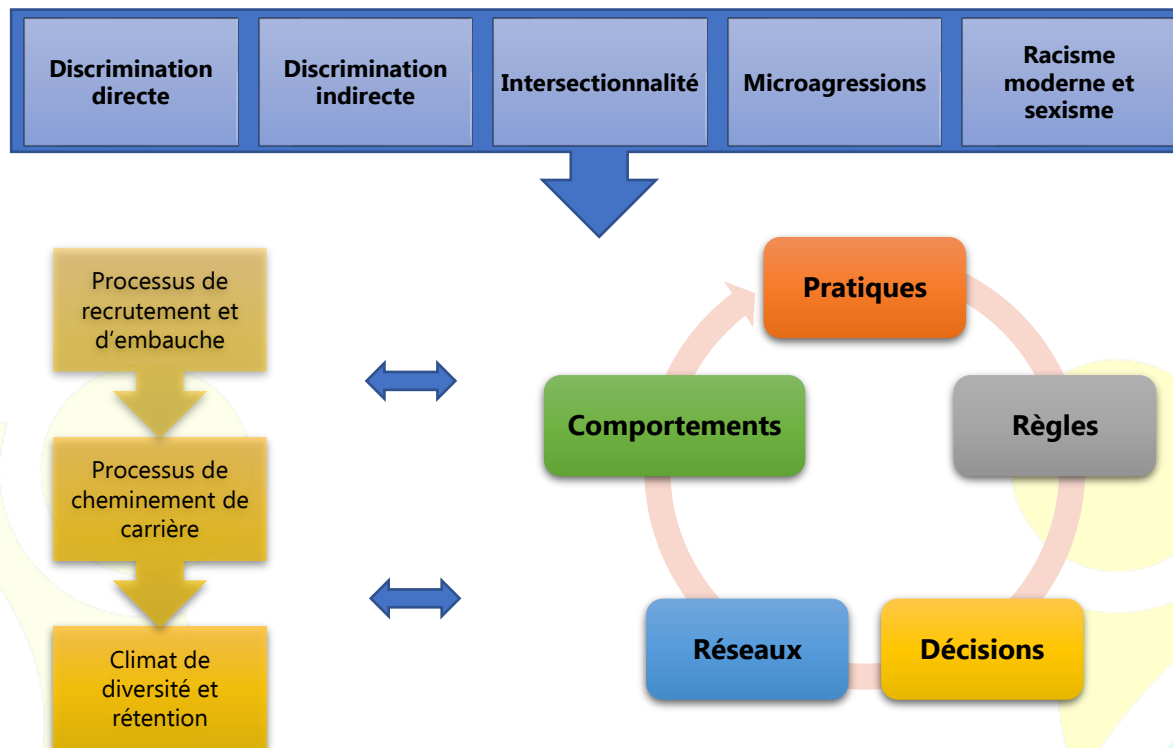 Discrimination
directe
Discrimination
indirecte
Intersectionnalité
Microagressions
Racisme
moderne et
sexisme
Processus de
recrutement et
d’embauche
Processus de
cheminement de
carrière
Climat de
diversité et
rétention
Pratiques
Règles
Décisions
Réseaux
Comportements